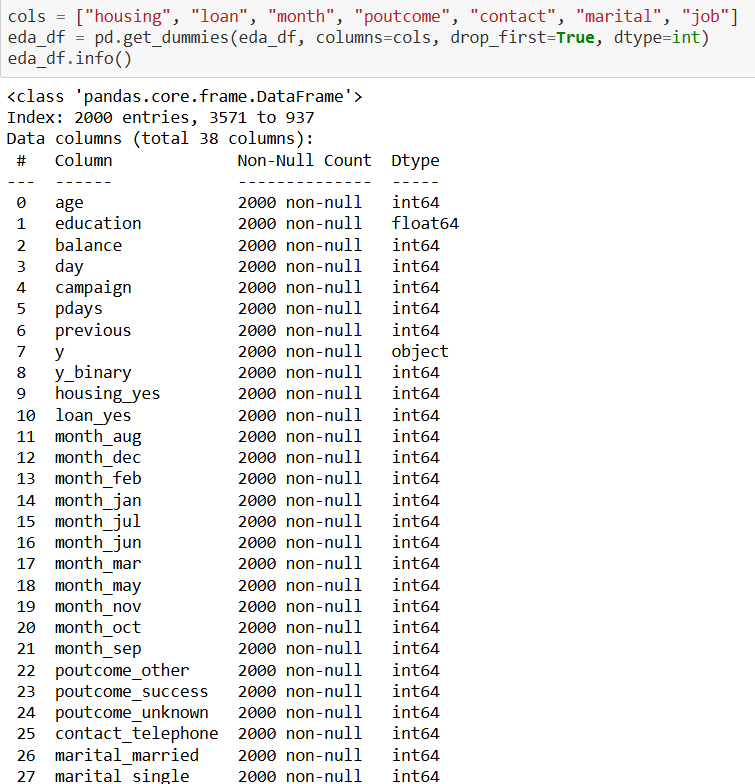 cols = ["housing", "loan", "month", "poutcome", "contact", "marital", "job"]
eda_df = pd.get_dummies(eda_df, columns=cols, drop_first=True, dtype=int)
eda_df.info()
<class 'pandas.core.frame.DataFrame'>
Index: 2000 entries, 3571 to 937
Data columns (total 38 columns):
 #   Column             Non-Null Count  Dtype
---  ------             --------------  -----
 0   age                2000 non-null   int64
 1   education          2000 non-null   float64
 2   balance            2000 non-null   int64
 3   day                2000 non-null   int64
 4   campaign           2000 non-null   int64
 5   pdays              2000 non-null   int64
 6   previous           2000 non-null   int64
 7   y                  2000 non-null   object
 8   y_binary           2000 non-null   int64
 9   housing_yes        2000 non-null   int64
 10  loan_yes           2000 non-null   int64
 11  month_aug          2000 non-null   int64
 12  month_dec          2000 non-null   int64
 13  month_feb          2000 non-null   int64
 14  month_jan          2000 non-null   int64
 15  month_jul          2000 non-null   int64
 16  month_jun          2000 non-null   int64
 17  month_mar          2000 non-null   int64
 18  month_may          2000 non-null   int64
 19  month_nov          2000 non-null   int64
 20  month_oct          2000 non-null   int64
 21  month_sep          2000 non-null   int64
 22  poutcome_other     2000 non-null   int64
 23  poutcome_success   2000 non-null   int64
 24  poutcome_unknown   2000 non-null   int64
 25  contact_telephone  2000 non-null   int64
 26  marital_married    2000 non-null   int64
 27  marital_single     2000 non-null   int64